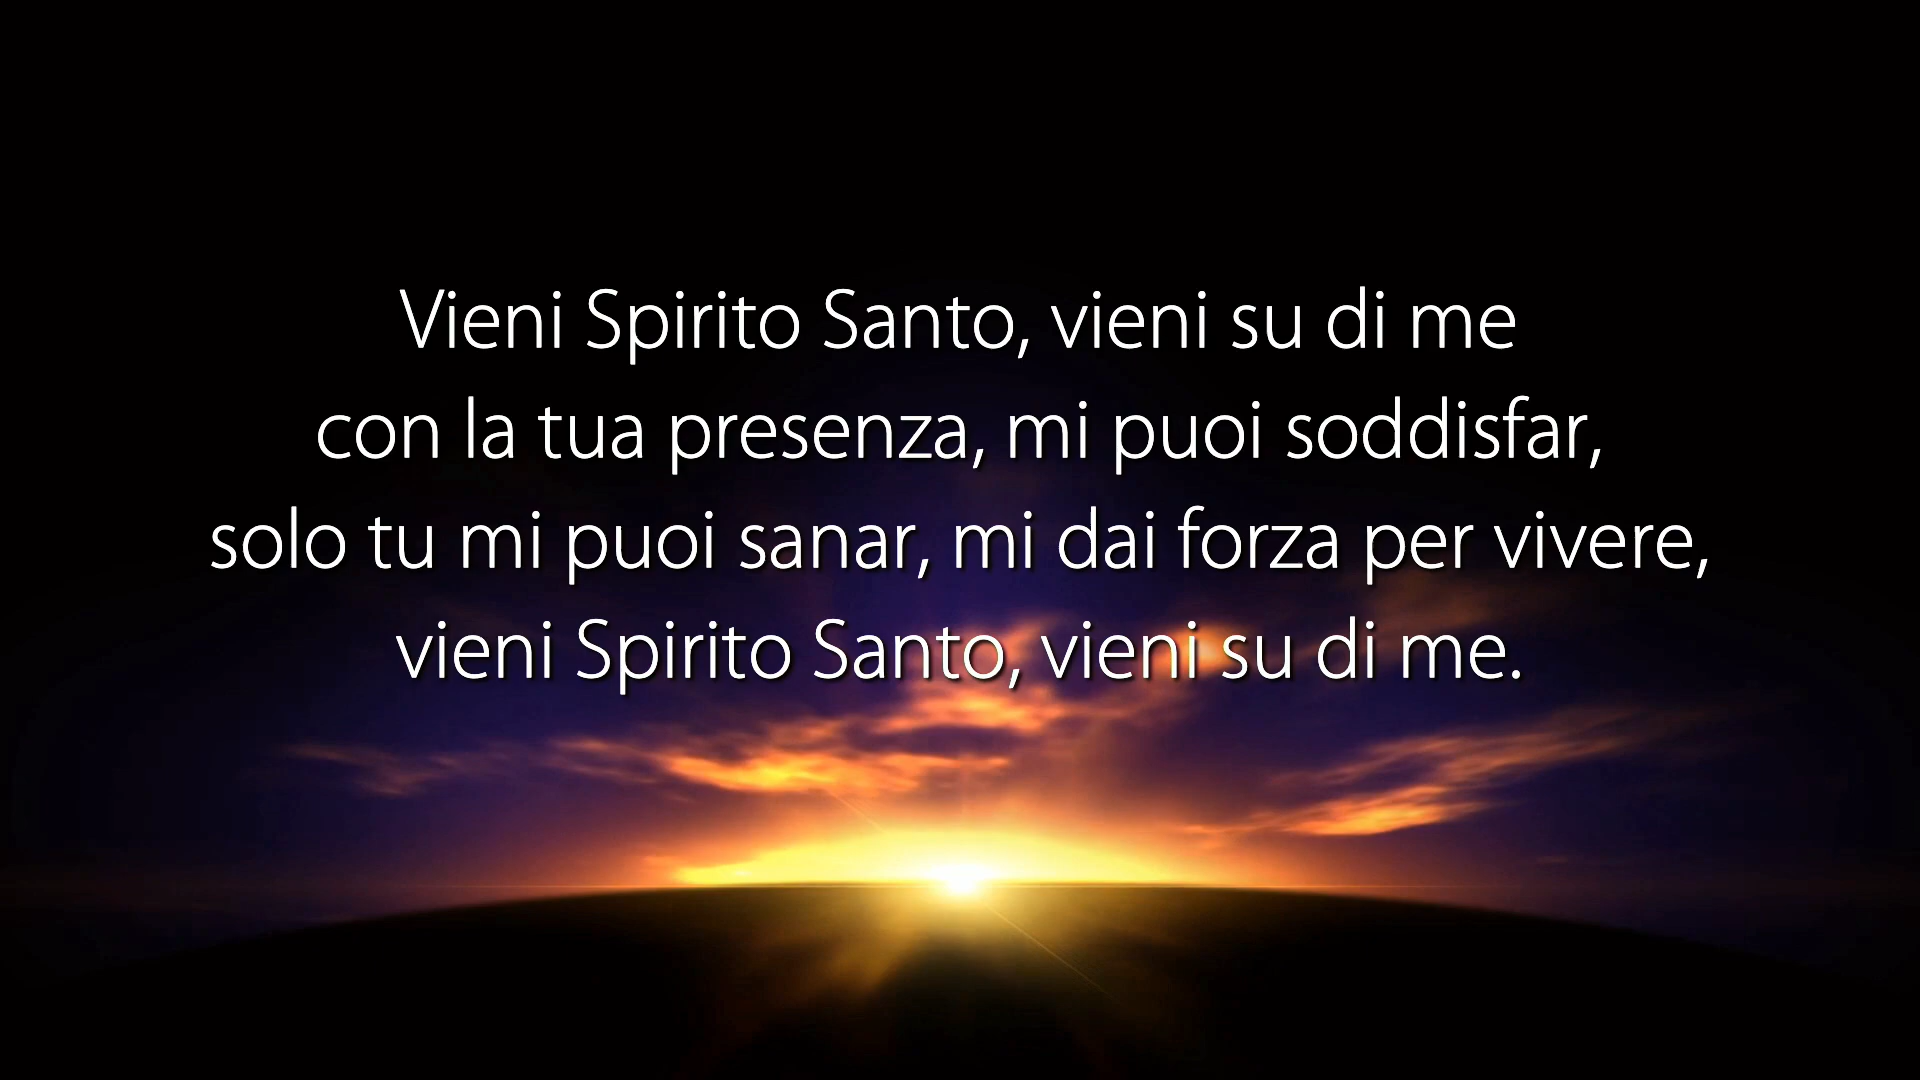 Vieni Spirito Santo, vieni su di me
con la tua presenza, mi puoi soddisfar,
solo tu mi puoi sanar, mi dai forza per vivere,
vieni Spirito Santo, vieni su di me.